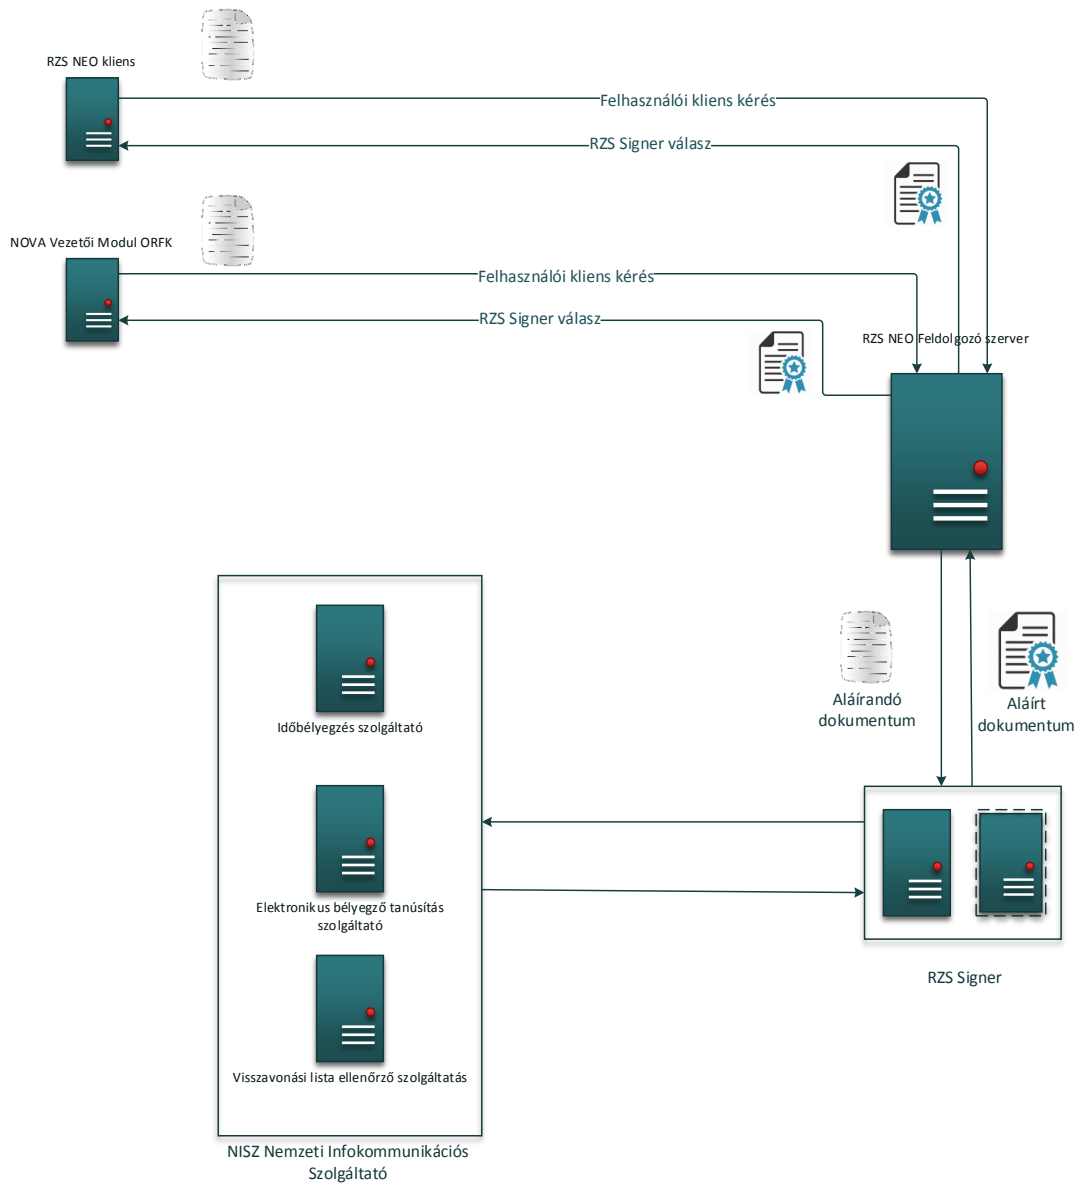 RZS NEO kliens
Felhasználói kliens kérés
RZS Signer válasz
NOVA Vezetői Modul ORFK
Felhasználói kliens kérés
RZS Signer válasz
RZS NEO Feldolgozó szerver
Aláírandó
dokumentum
Aláírt
dokumentum
Időbélyegzés szolgáltató
Elektronikus bélyegző tanúsítás
szolgáltató
RZS Signer
Visszavonási lista ellenőrző szolgáltatás
NISZ Nemzeti Infokommunikációs
Szolgáltató